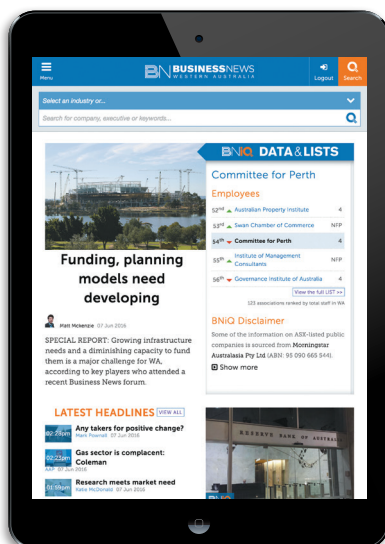 Menu
BN BUSINESSNEWS
WESTERN AUSTRALIA
Logout
Search
Select an industry or...
Search for company, executive or keywords...
Funding, planning
models need
developing
Matt Mckenzie 07 Jun 2016
SPECIAL REPORT: Growing infrastructure
needs and a diminishing capacity to fund
them is a major challenge for WA,
according to key players who attended a
recent Business News forum.
LATEST HEADLINES VIEW ALL
02:23pm
Any takers for positive change?
Mark Pownall 07 Jun 2016
02:23pm
Gas sector is complacent:
Coleman
AAP 07 Jun 2016
01:59pm
Research meets market need
Katie McDonald 07 Jun 2016
BNiQ DATA&LISTS
Committee for Perth
Employees
52nd Australian Property Institute 4
53rd Swan Chamber of Commerce NFP
54th Committee for Perth 4
55th Institute of Management
Consultants NFP
56th Governance Institute of Australia 4
View the full LIST >>
123 associations ranked by total staff in WA
BNiQ Disclaimer
Some of the information on ASX-listed public
companies is sourced from Morningstar
Australasia Pty Ltd (ABN: 95 090 665 544).
Show more
RESERVE BANK OF AUSTRAL
BNiQ